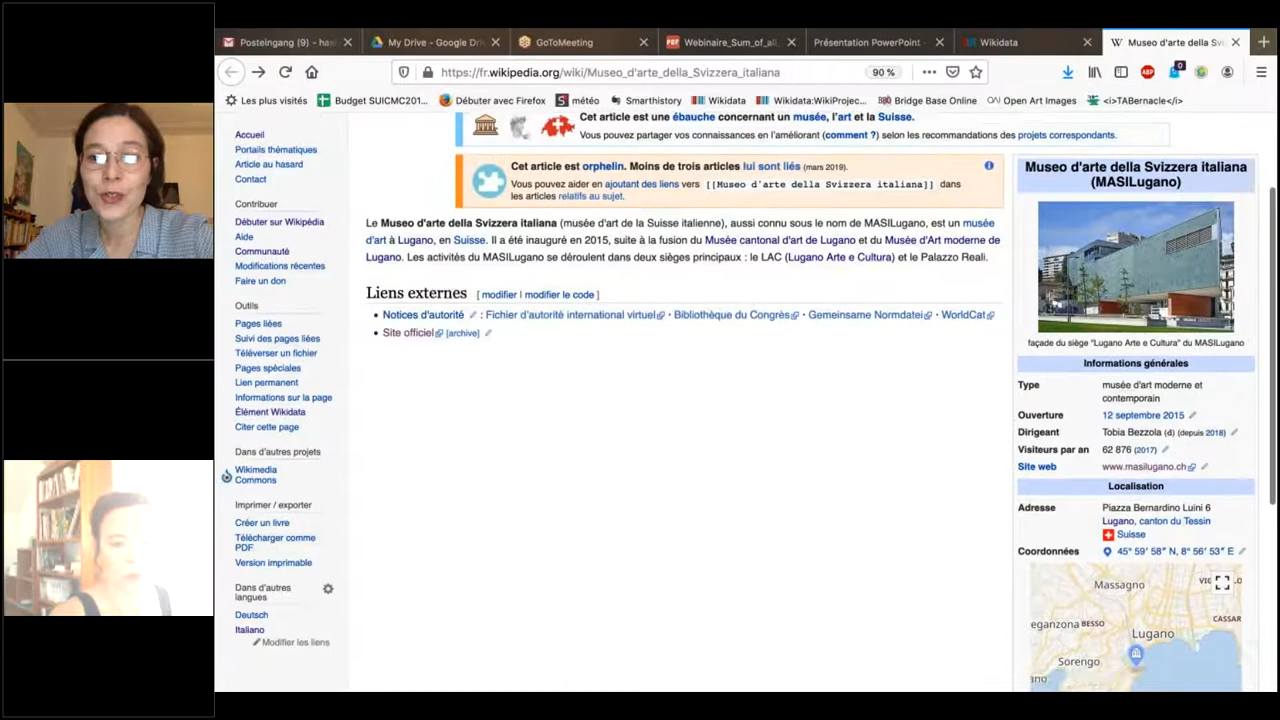 Posteingang (9) - has
My Drive - Google Dr
GoToMeeting
Webinaire_Sum_of_all
Présentation PowerPoint -
Wikidata
Museo d'arte della Svi
https://fr.wikipedia.org/wiki/Museo_d'arte_della_Svizzera_italiana
90 %
ABP
0
Les plus visités
Budget SUICMC201...
Débuter avec Firefox
météo
Smarthistory
Wikidata
Wikidata:WikiProjec...
Bridge Base Online
Open Art Images
<i>TABernacle</i>
Accueil
Portails thématiques
Article au hasard
Contact
Contribuer
Débuter sur Wikipédia
Aide
Communauté
Modifications récentes
Faire un don
Outils
Pages liées
Suivi des pages liées
Téléverser un fichier
Pages spéciales
Lien permanent
Informations sur la page
Élément Wikidata
Citer cette page
Dans d'autres projets
Wikimedia
Commons
Imprimer / exporter
Créer un livre
Télécharger comme
PDF
Version imprimable
Dans d'autres
langues
Deutsch
Italiano
Modifier les liens
Cet article est une ébauche concernant un musée, l'art et la Suisse.
Vous pouvez partager vos connaissances en l'améliorant (comment ?) selon les recommandations des projets correspondants.
Cet article est orphelin. Moins de trois articles lui sont liés (mars 2019).
Vous pouvez aider en ajoutant des liens vers [[Museo d'arte della Svizzera italiana]] dans
les articles relatifs au sujet.
Le Museo d'arte della Svizzera italiana (musée d'art de la Suisse italienne), aussi connu sous le nom de MASILugano, est un musée
d'art à Lugano, en Suisse. Il a été inauguré en 2015, suite à la fusion du Musée cantonal d'art de Lugano et du Musée d'Art moderne de
Lugano. Les activités du MASILugano se déroulent dans deux sièges principaux : le LAC (Lugano Arte e Cultura) et le Palazzo Reali.
Liens externes [ modifier | modifier le code ]
Notices d'autorité : Fichier d'autorité international virtuel · Bibliothèque du Congrès · Gemeinsame Normdatei · WorldCat
Site officiel [archive]
Museo d'arte della Svizzera italiana
(MASILugano)
façade du siège "Lugano Arte e Cultura" du MASILugano
Informations générales
Type musée d'art moderne et
contemporain
Ouverture 12 septembre 2015
Dirigeant Tobia Bezzola (d) (depuis 2018)
Visiteurs par an 62 876 (2017)
Site web www.masilugano.ch
Localisation
Adresse Piazza Bernardino Luini 6
Lugano, canton du Tessin
Suisse
Coordonnées 45° 59′ 58″ N, 8° 56′ 53″ E
Massagno
CASSAR
eganzona BESSO
Lugano
Sorengo